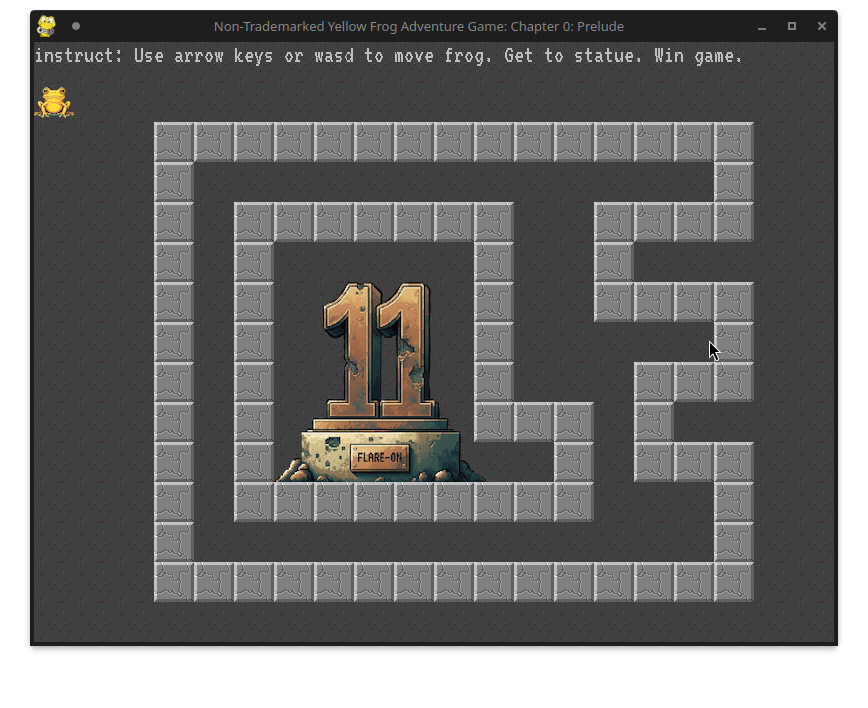 Non-Trademarked Yellow Frog Adventure Game: Chapter 0: Prelude
instruct: Use arrow keys or wasd to move frog. Get to statue. Win game.
11
FLARE-ON